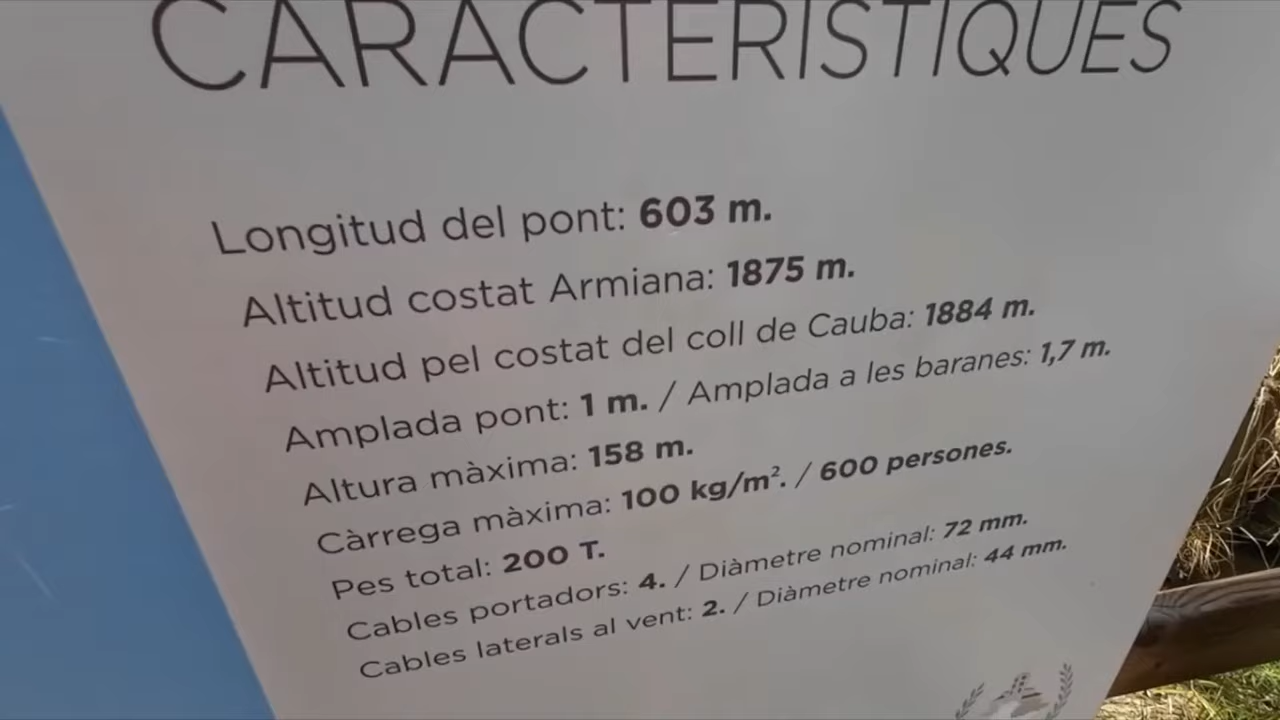 CARACTERÍSTIQUES
Longitud del pont: 603 m.
Altitud costat Armiana: 1875 m.
Altitud pel costat del coll de Cauba: 1884 m.
Amplada pont: 1 m. / Amplada a les baranes: 1,7 m.
Altura màxima: 158 m.
Càrrega màxima: 100 kg/m². / 600 persones.
Pes total: 200 T.
Cables portadors: 4. / Diàmetre nominal: 72 mm.
Cables laterals al vent: 2. / Diàmetre nominal: 44 mm.